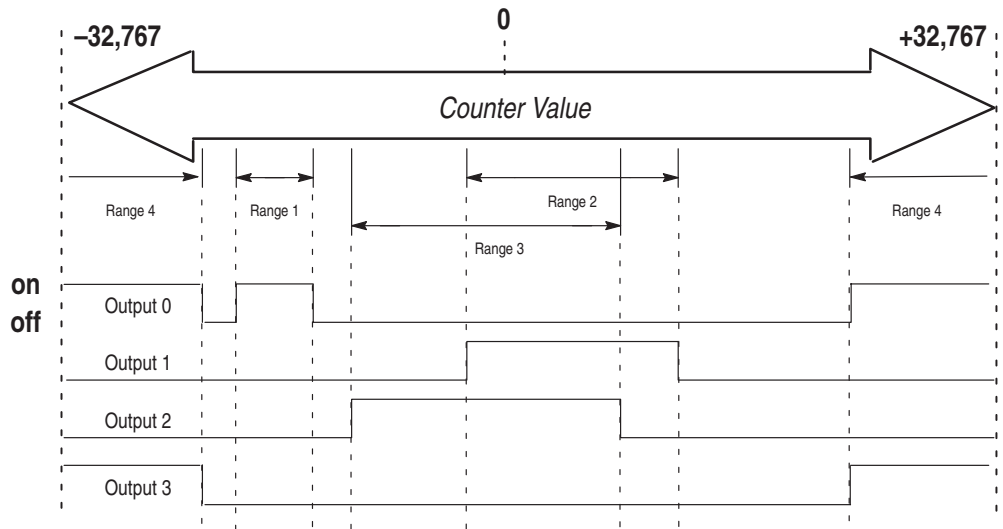 0
–32,767
+32,767
Counter Value
Range 4
Range 1
Range 2
Range 4
Range 3
on
Output 0
off
Output 1
Output 2
Output 3